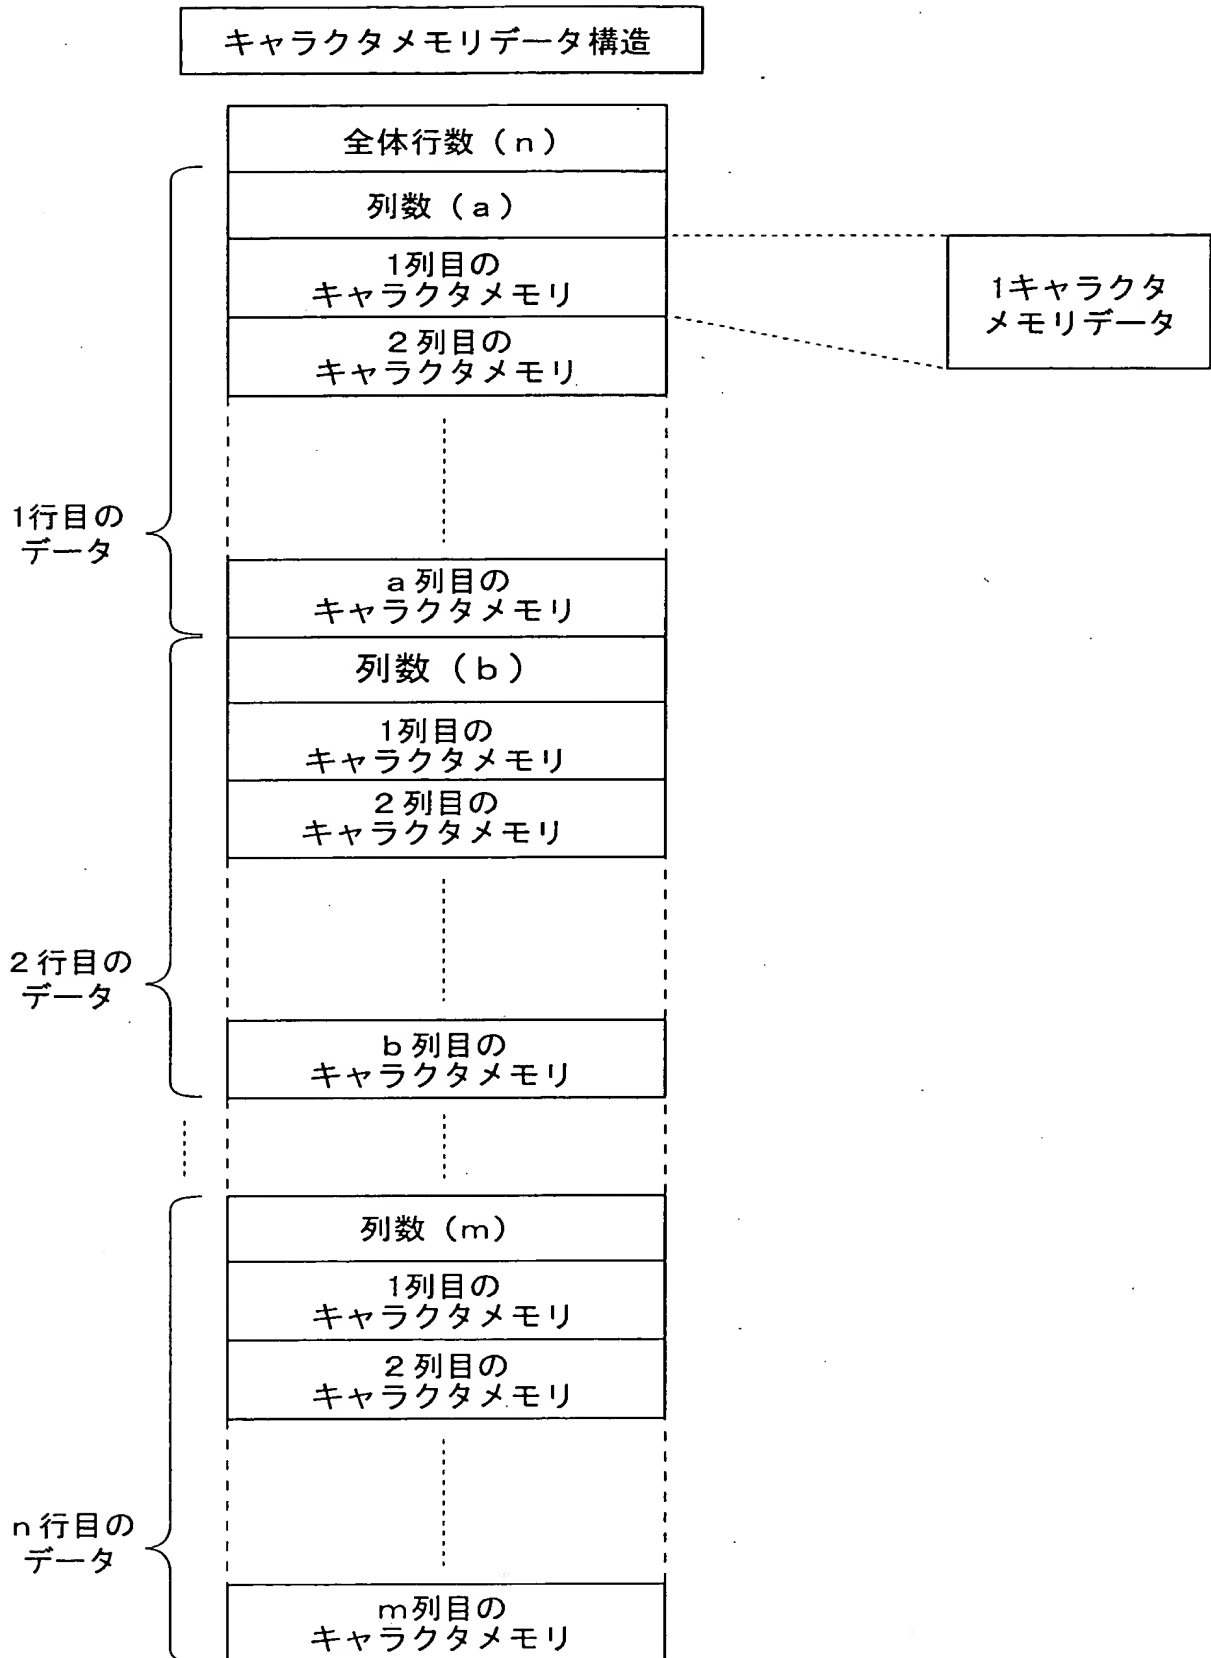 キャラクタメモリデータ構造
全体行数（n）
列数（a）
1列目の
キャラクタメモリ
1キャラクタ
メモリデータ
2列目の
キャラクタメモリ
1行目の
データ
a列目の
キャラクタメモリ
列数（b）
1列目の
キャラクタメモリ
2列目の
キャラクタメモリ
2行目の
データ
b列目の
キャラクタメモリ
列数（m）
1列目の
キャラクタメモリ
2列目の
キャラクタメモリ
n行目の
データ
m列目の
キャラクタメモリ